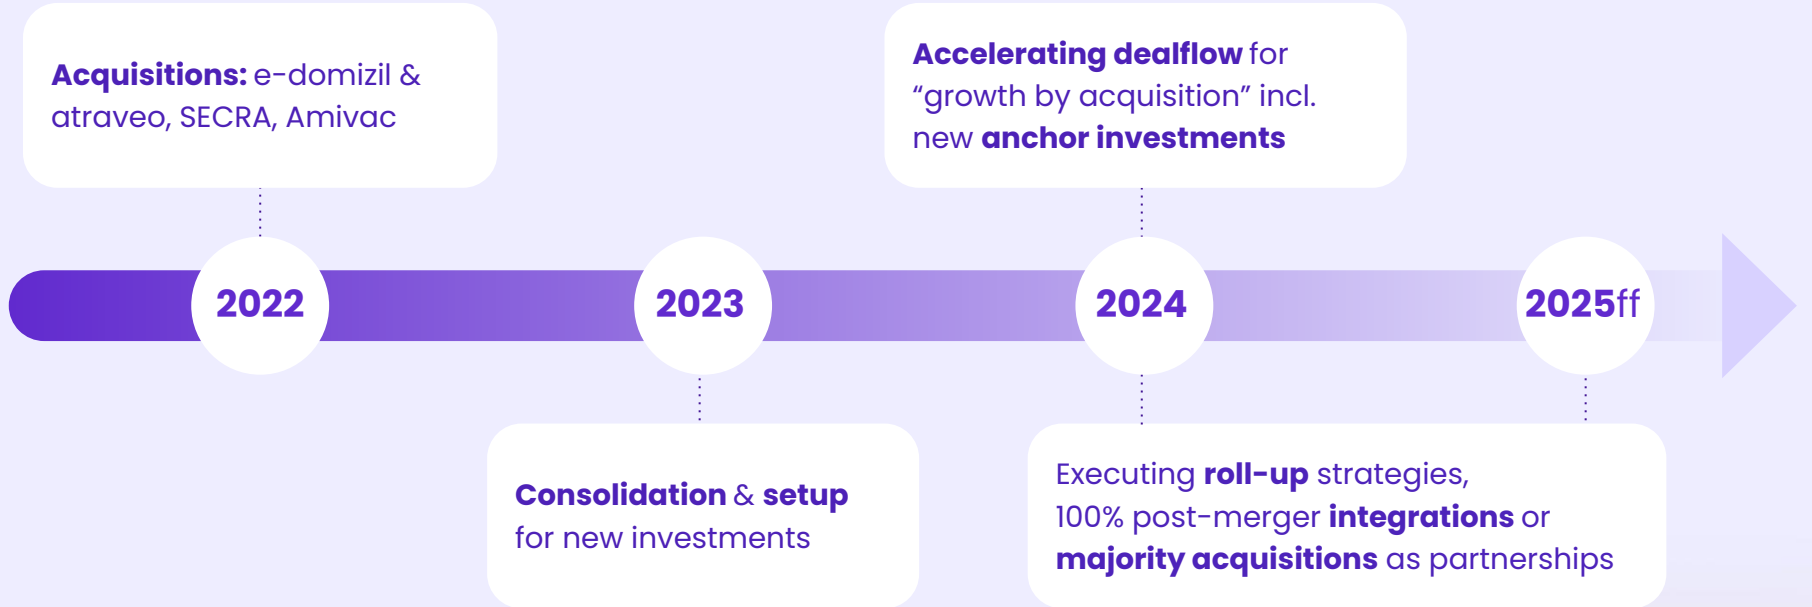 Acquisitions: e-domizil &
atraveo, SECRA, Amivac
Accelerating dealflow for
“growth by acquisition” incl.
new anchor investments
2022
2023
2024
2025ff
Consolidation & setup
for new investments
Executing roll-up strategies,
100% post-merger integrations or
majority acquisitions as partnerships